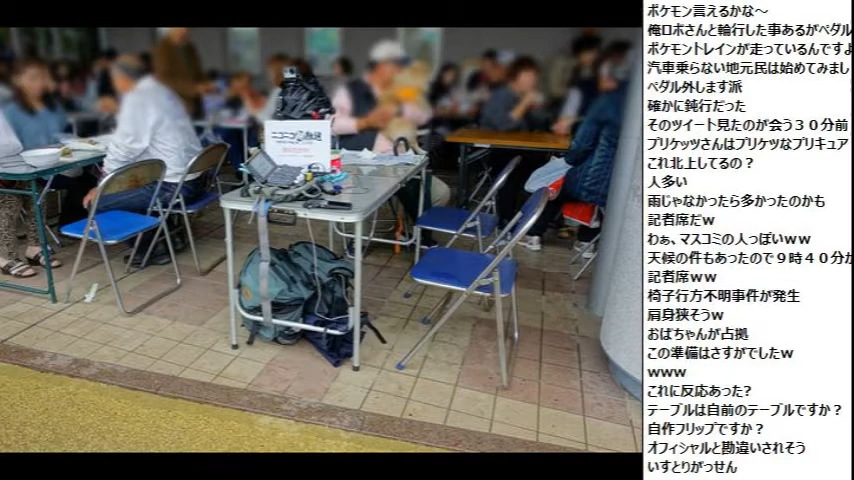 ニコニコ生放送
ポケモン言えるかな～
俺ロボさんと輪行した事あるがペダル
ポケモントレインが走っているんですよ
汽車乗らない地元民は始めてみまし
ペダル外します派
確かに鈍行だった
そのツイート見たのが会う３０分前
プリケッツさんはプリケツなプリキュア
これ北上してるの？
人多い
雨じゃなかったら多かったのかも
記者席だｗ
わぁ、マスコミの人っぽいｗｗ
天候の件もあったので９時４０分か
記者席ｗｗ
椅子行方不明事件が発生
肩身狭そうｗ
おばちゃんが占拠
この準備はさすがでしたｗ
ｗｗｗ
これに反応あった？
テーブルは自前のテーブルですか？
自作フリップですか？
オフィシャルと勘違いされそう
いすとりがっせん